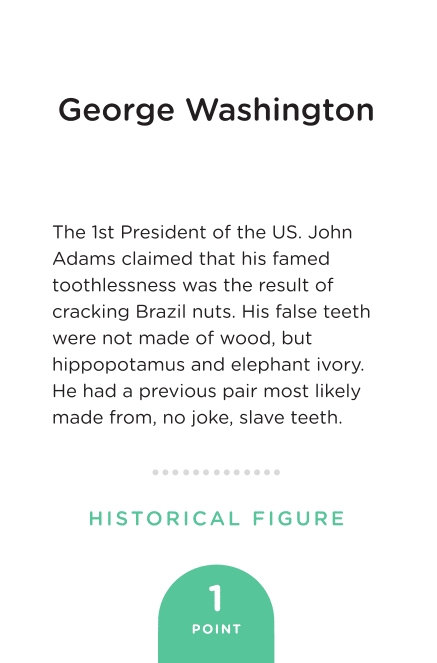 George Washington
The 1st President of the US. John
Adams claimed that his famed
toothlessness was the result of
cracking Brazil nuts. His false teeth
were not made of wood, but
hippopotamus and elephant ivory.
He had a previous pair most likely
made from, no joke, slave teeth.
HISTORICAL FIGURE
1
POINT